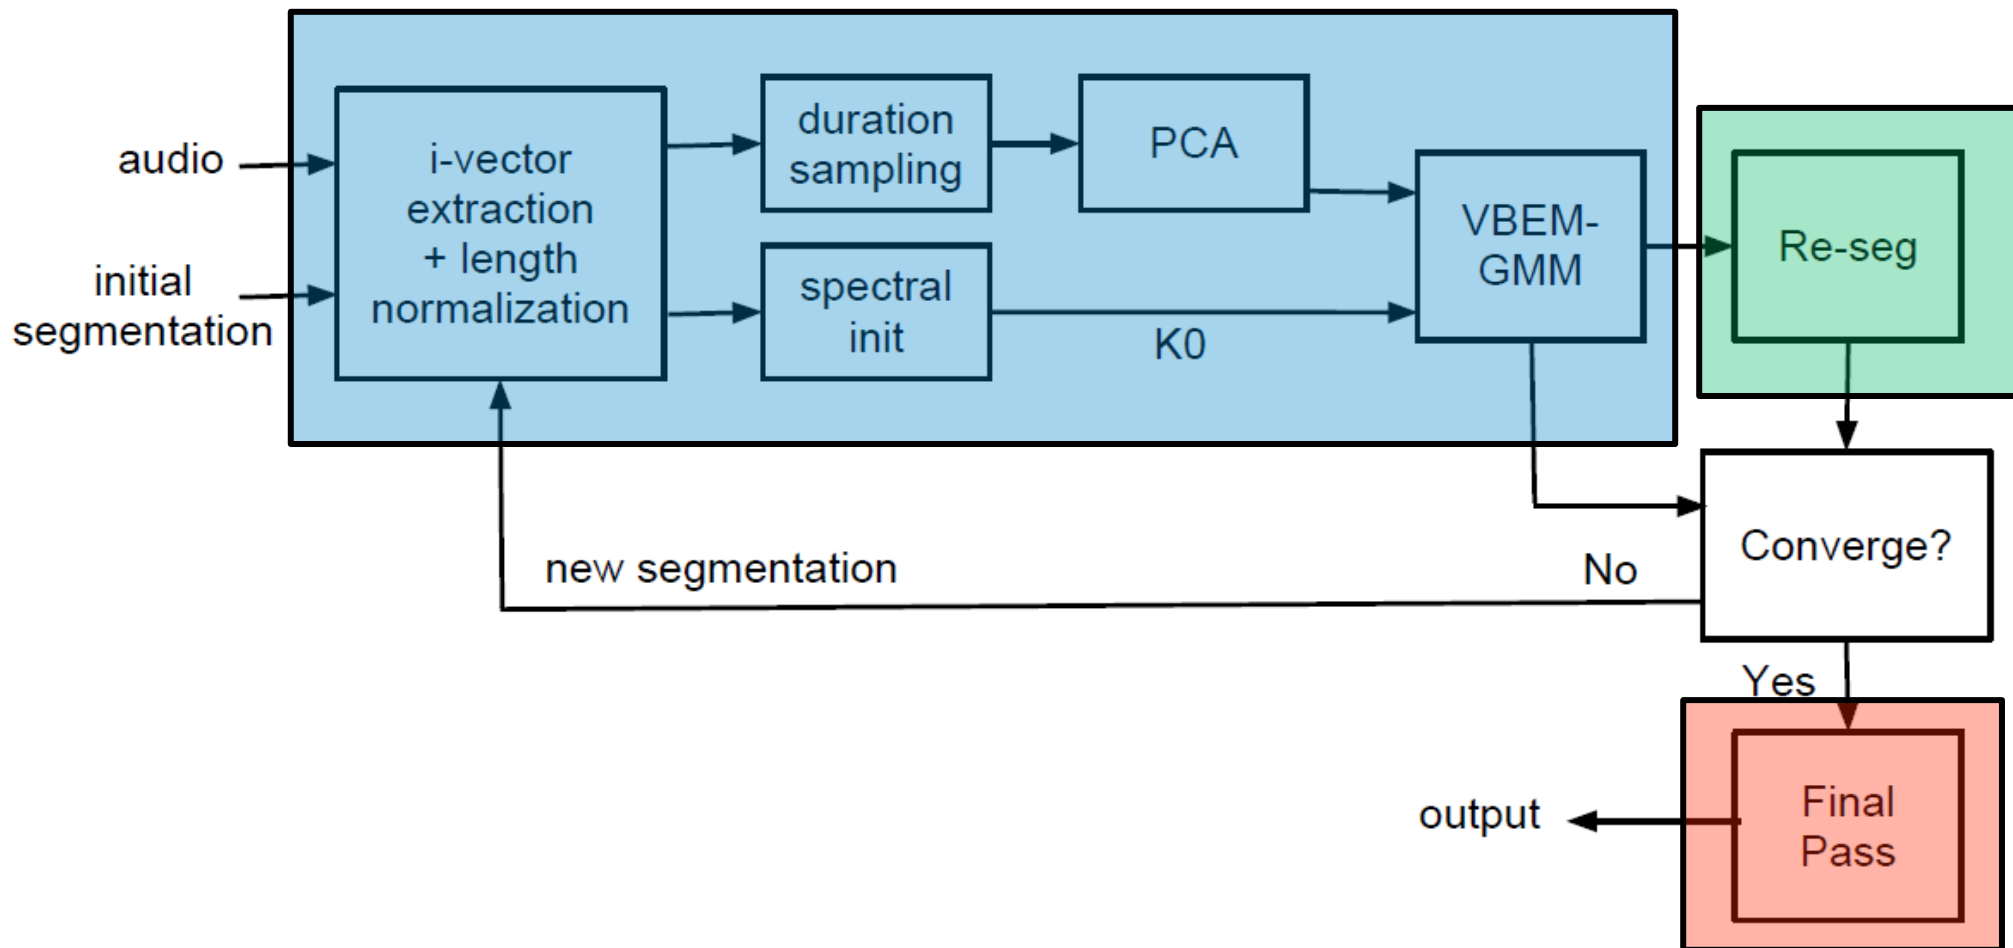 audio
initial
segmentation
i-vector
extraction
+ length
normalization
duration
sampling
PCA
spectral
init
K0
VBEM-
GMM
Re-seg
Converge?
No
new segmentation
Yes
Final
Pass
output